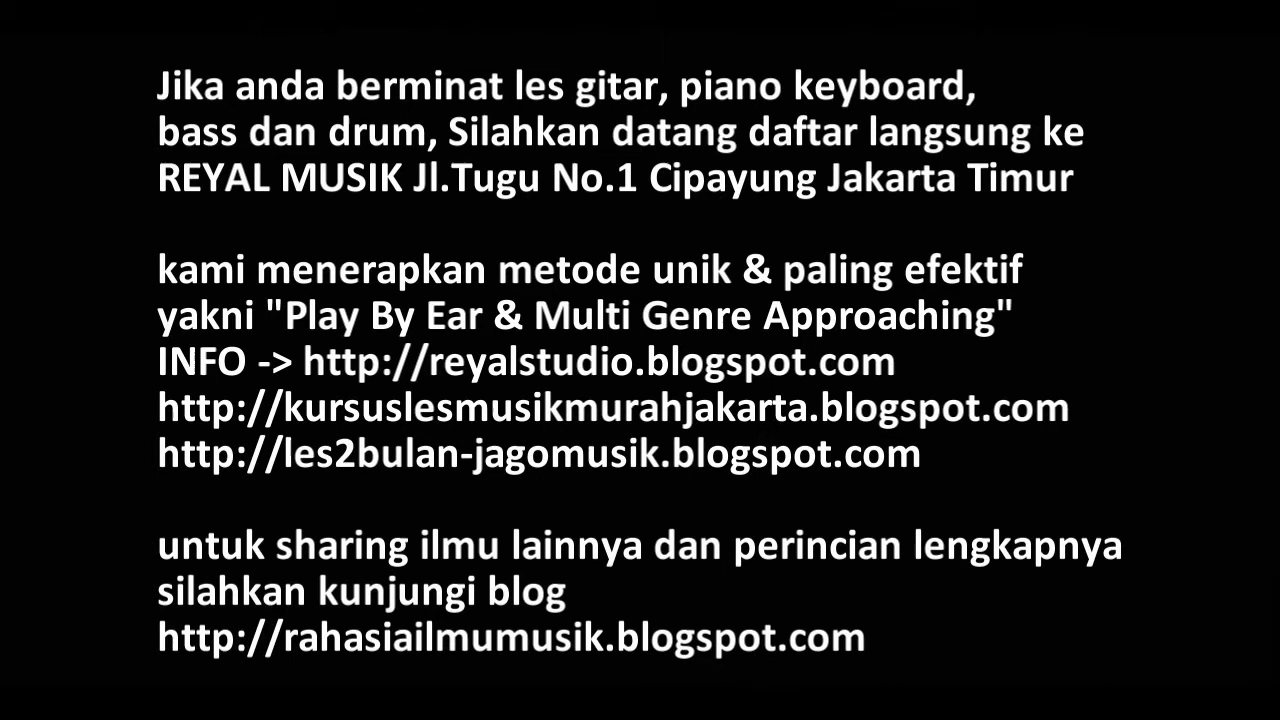 Jika anda berminat les gitar, piano keyboard,
bass dan drum, Silahkan datang daftar langsung ke
REYAL MUSIK Jl.Tugu No.1 Cipayung Jakarta Timur
kami menerapkan metode unik & paling efektif
yakni "Play By Ear & Multi Genre Approaching"
INFO -> http://reyalstudio.blogspot.com
http://kursuslesmusikmurahjakarta.blogspot.com
http://les2bulan-jagomusik.blogspot.com
untuk sharing ilmu lainnya dan perincian lengkapnya
silahkan kunjungi blog
http://rahasiailmumusik.blogspot.com